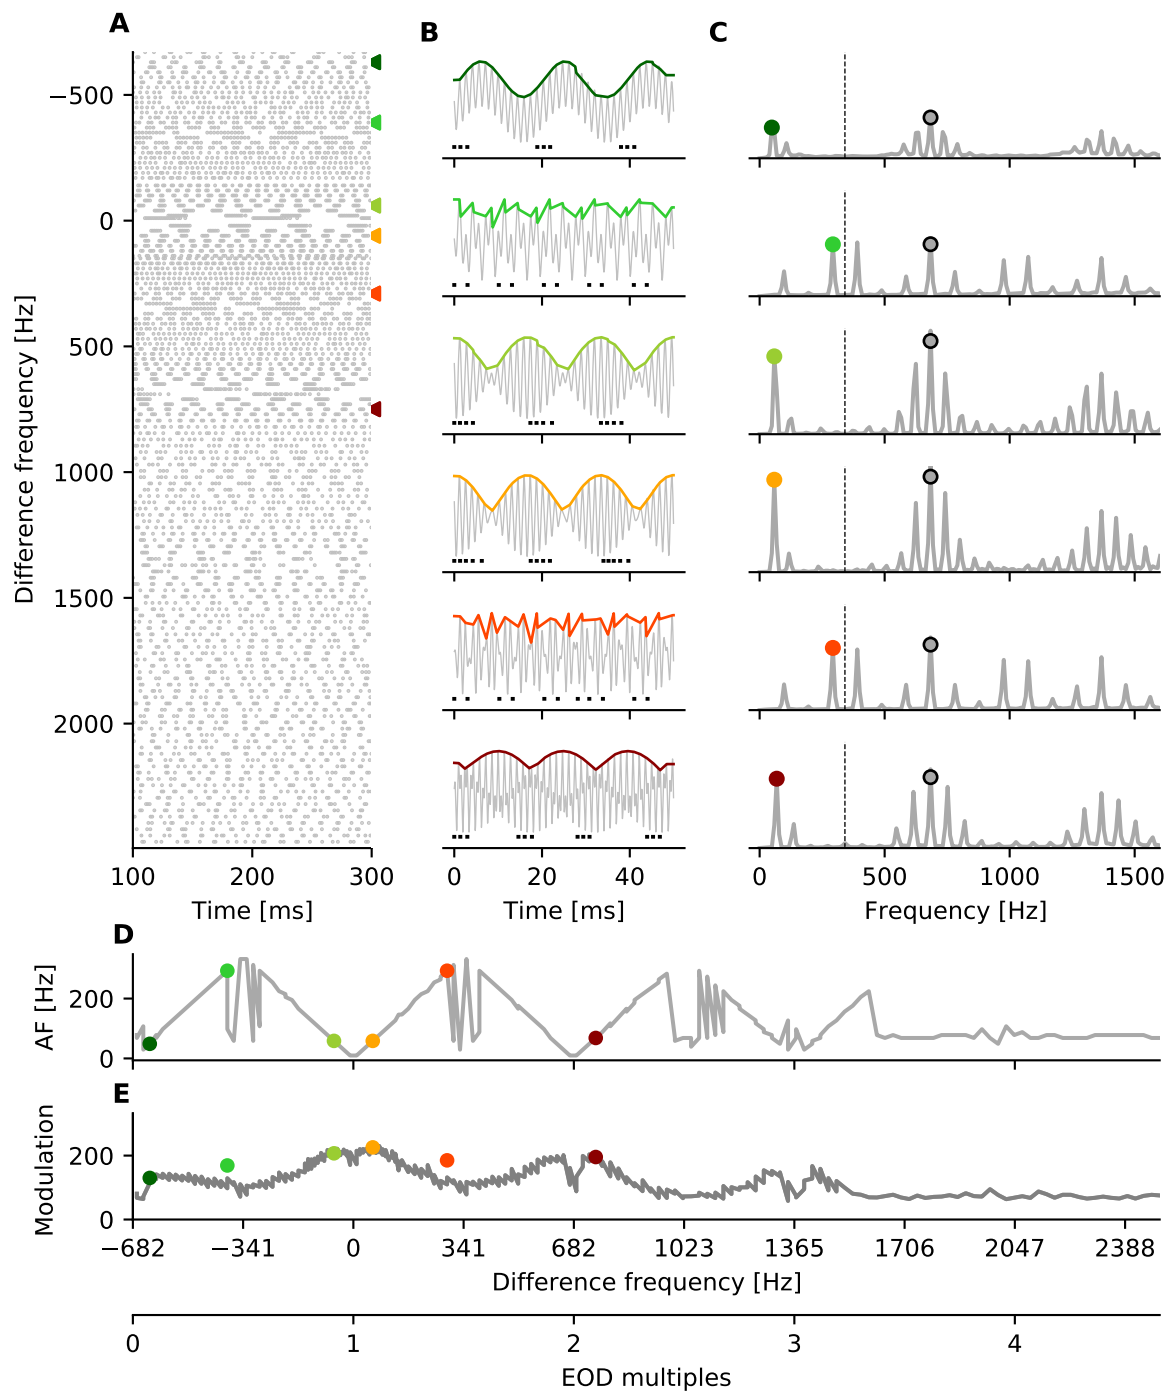 A
B
C
Difference frequency [Hz]
−500
0
500
1000
1500
2000
100
200
300
Time [ms]
0
20
40
Time [ms]
0
500
1000
1500
Frequency [Hz]
D
AF [Hz]
200
0
E
Modulation
200
0
−682
−341
0
341
682
1023
1365
1706
2047
2388
Difference frequency [Hz]
0
1
2
3
4
EOD multiples